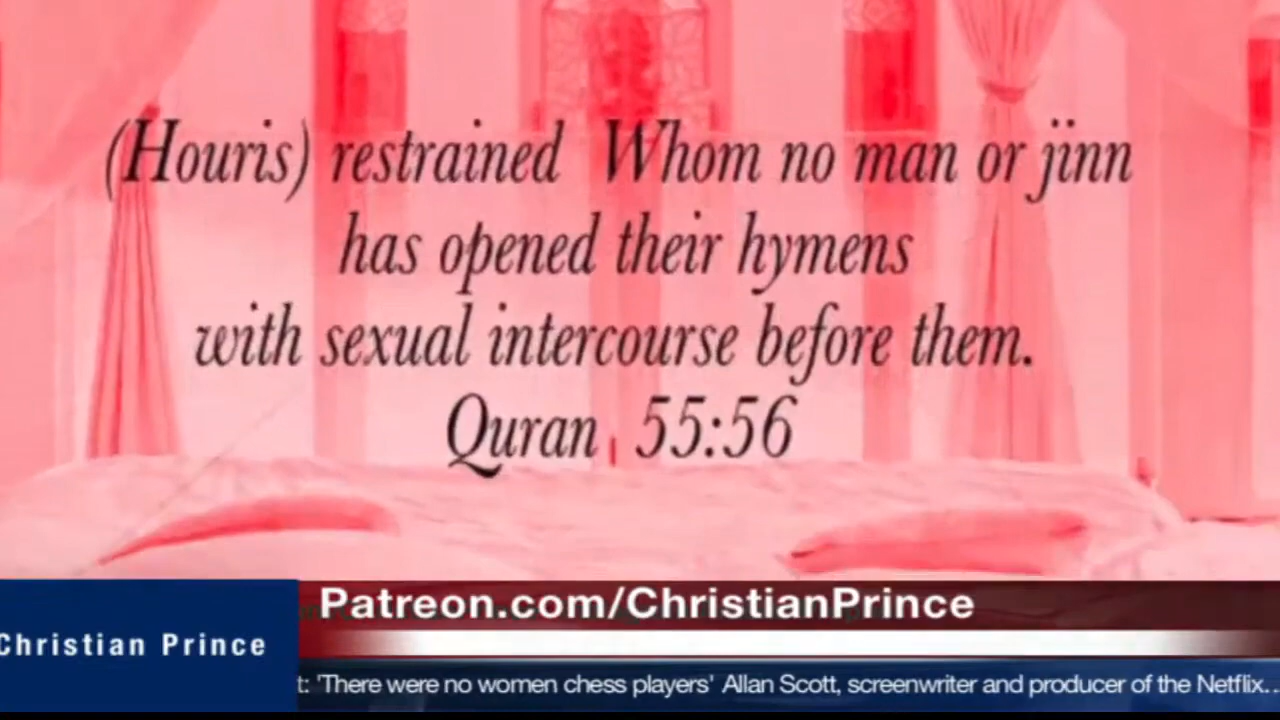 (Houris) restrained Whom no man or jinn
has opened their hymens
with sexual intercourse before them.
Quran 55:56
Patreon.com/ChristianPrince
Christian Prince
t: 'There were no women chess players' Allan Scott, screenwriter and producer of the Netflix...